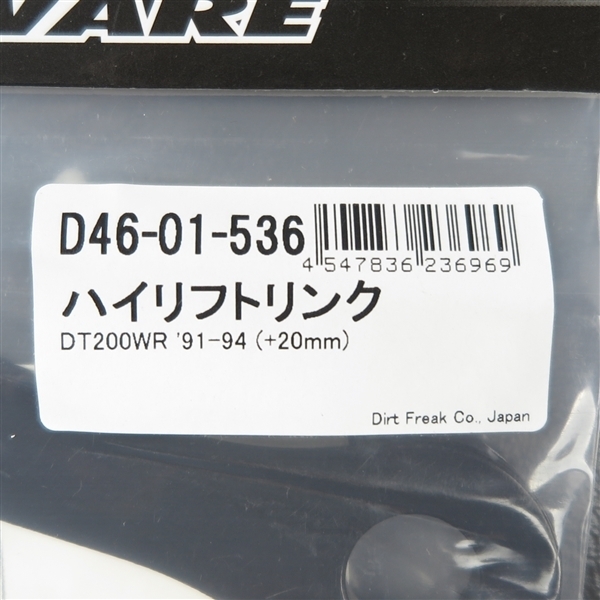 D46-01-536
4 547836 236969
ハイリフトリンク
DT200WR '91-94 (+20mm)
Dirt Freak Co., Japan